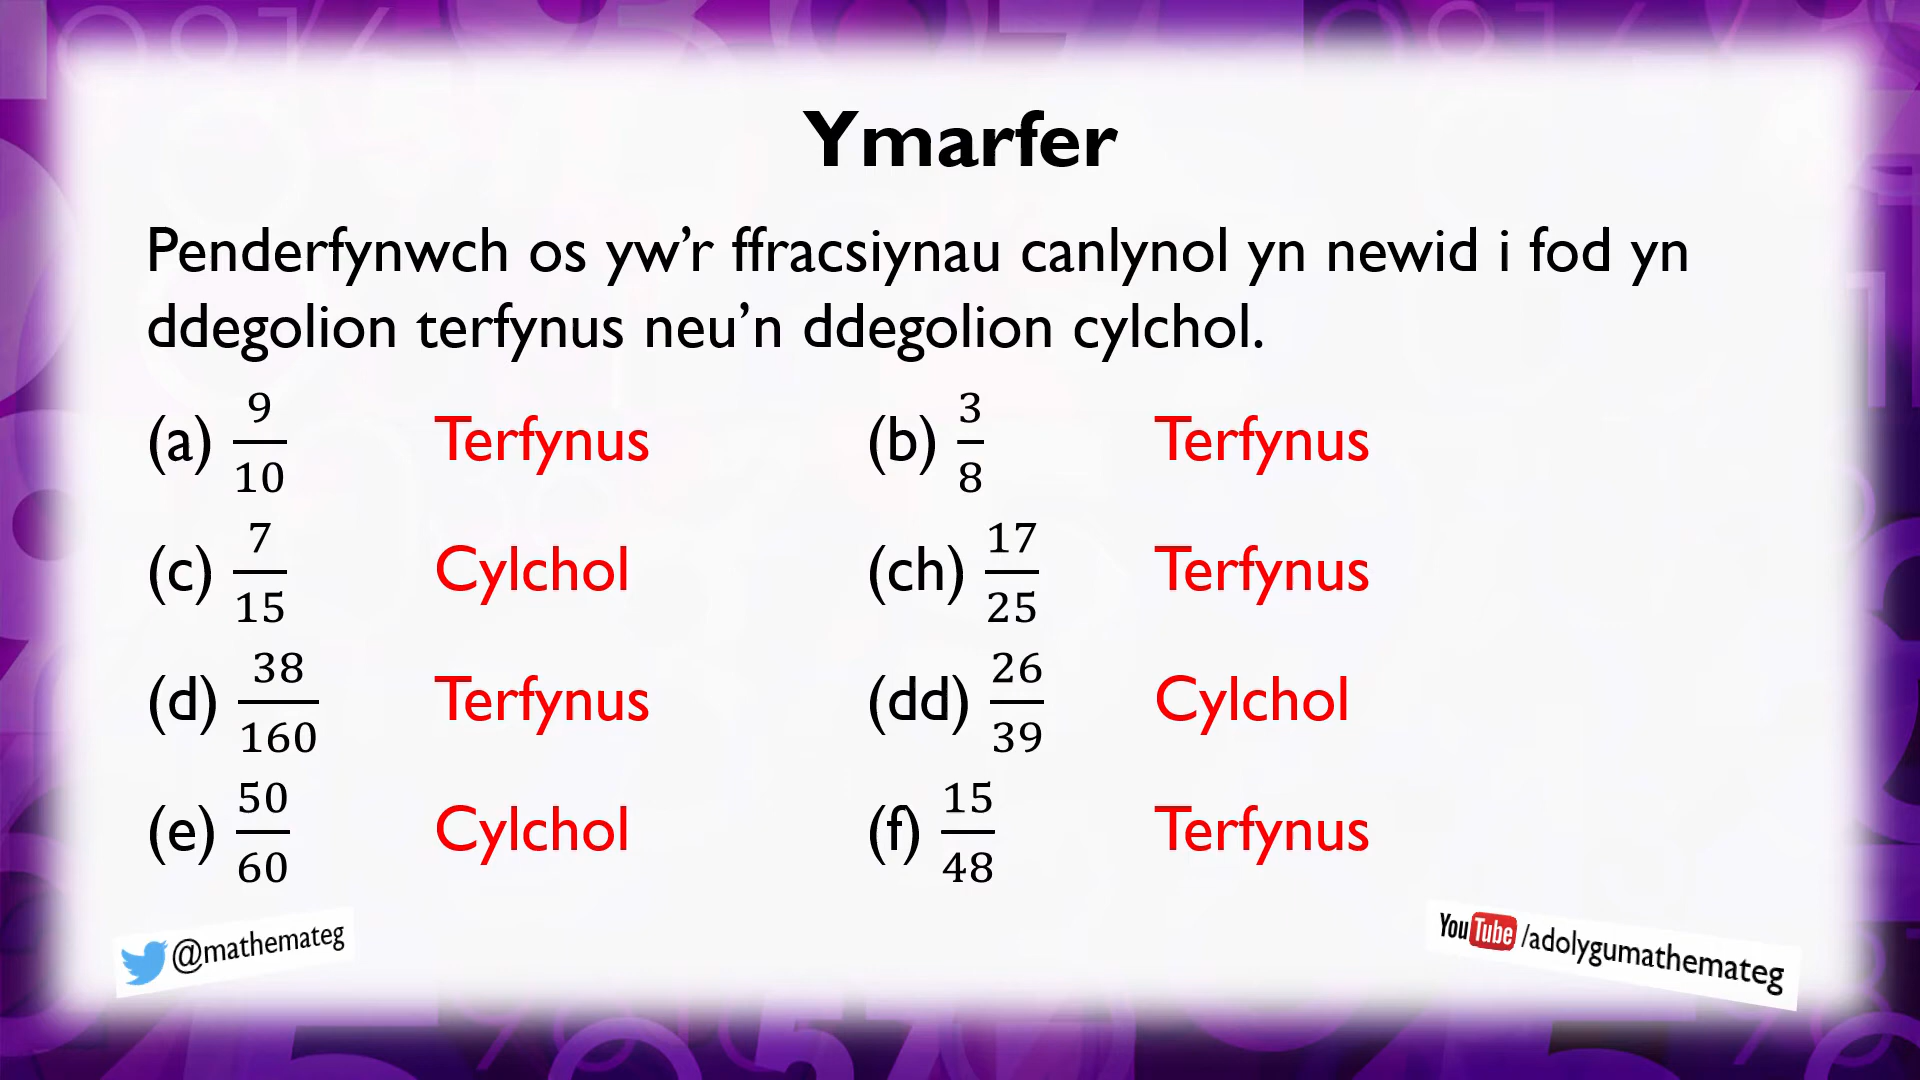 Ymarfer
Penderfynwch os yw’r ffracsiynau canlynol yn newid i fod yn
ddegolion terfynus neu’n ddegolion cylchol.
(a) 9/10 Terfynus (b) 3/8 Terfynus
(c) 7/15 Cylchol (ch) 17/25 Terfynus
(d) 38/160 Terfynus (dd) 26/39 Cylchol
(e) 50/60 Cylchol (f) 15/48 Terfynus
@mathemateg
YouTube /adolygumathemateg